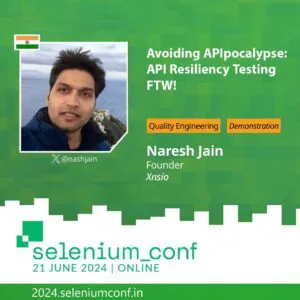 Avoiding APIpocalypse:
API Resiliency Testing
FTW!
Quality Engineering
Demonstration
Naresh Jain
Founder
Xnsio
X @nashjain
selenium_conf
21 JUNE 2024 | ONLINE
2024.seleniumconf.in